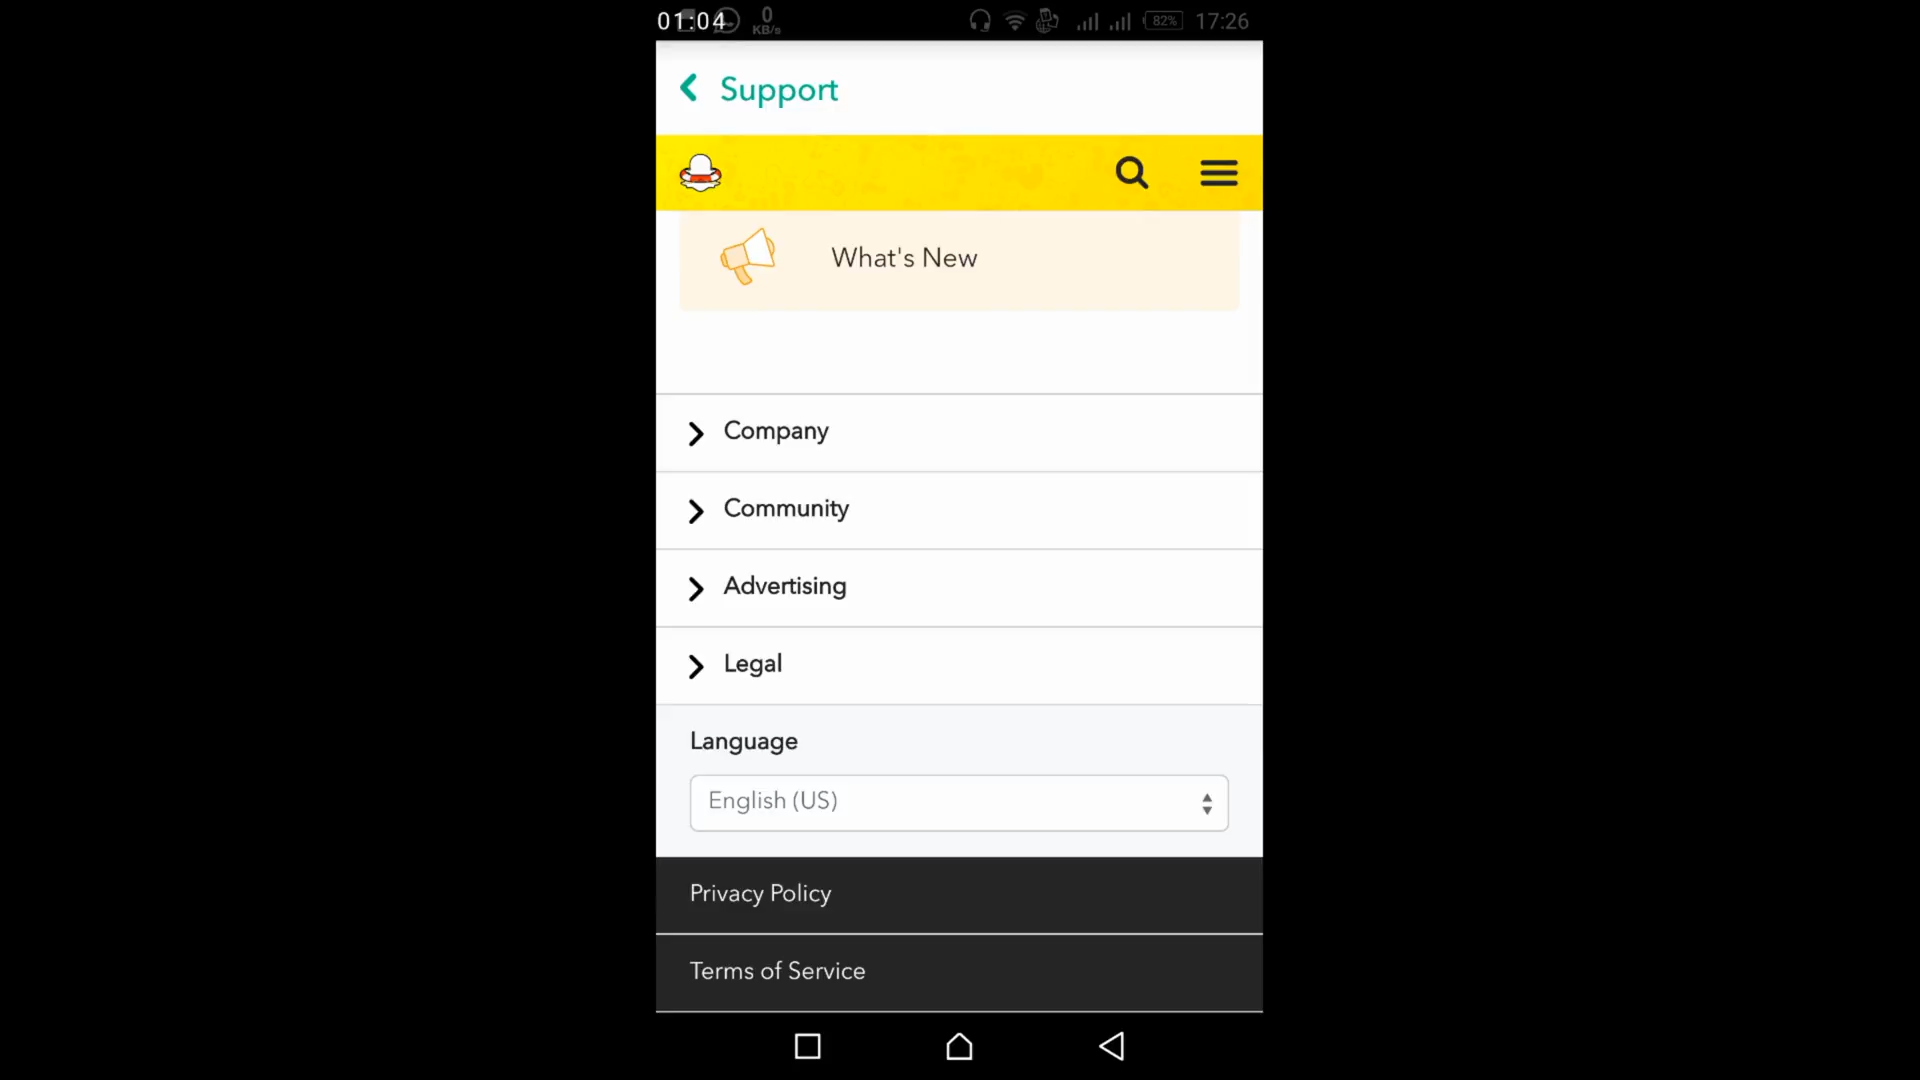 01:04
0
KB/s
82%
17:26
Support
What's New
Company
Community
Advertising
Legal
Language
English (US)
Privacy Policy
Terms of Service